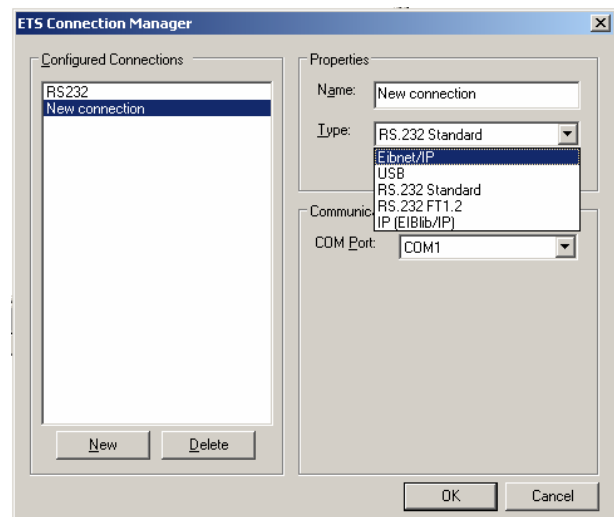 ETS Connection Manager
Configured Connections
RS232
New connection
New
Delete
Properties
Name: New connection
Type: RS.232 Standard
Eibnet/IP
USB
RS.232 Standard
RS.232 FT1.2
IP (EIBlib/IP)
Communic
COM Port: COM1
OK
Cancel